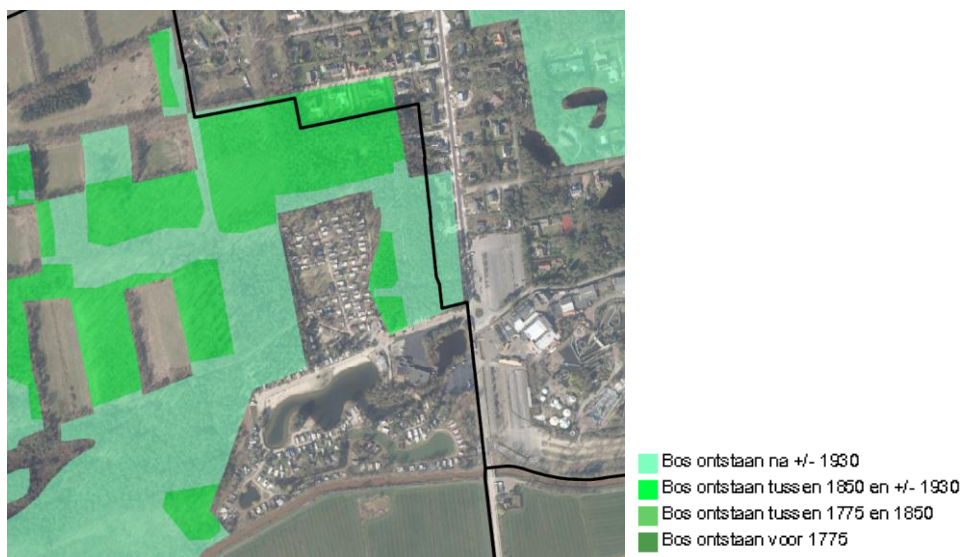 Bos ontstaan na +/- 1930
Bos ontstaan tussen 1850 en +/- 1930
Bos ontstaan tussen 1775 en 1850
Bos ontstaan voor 1775